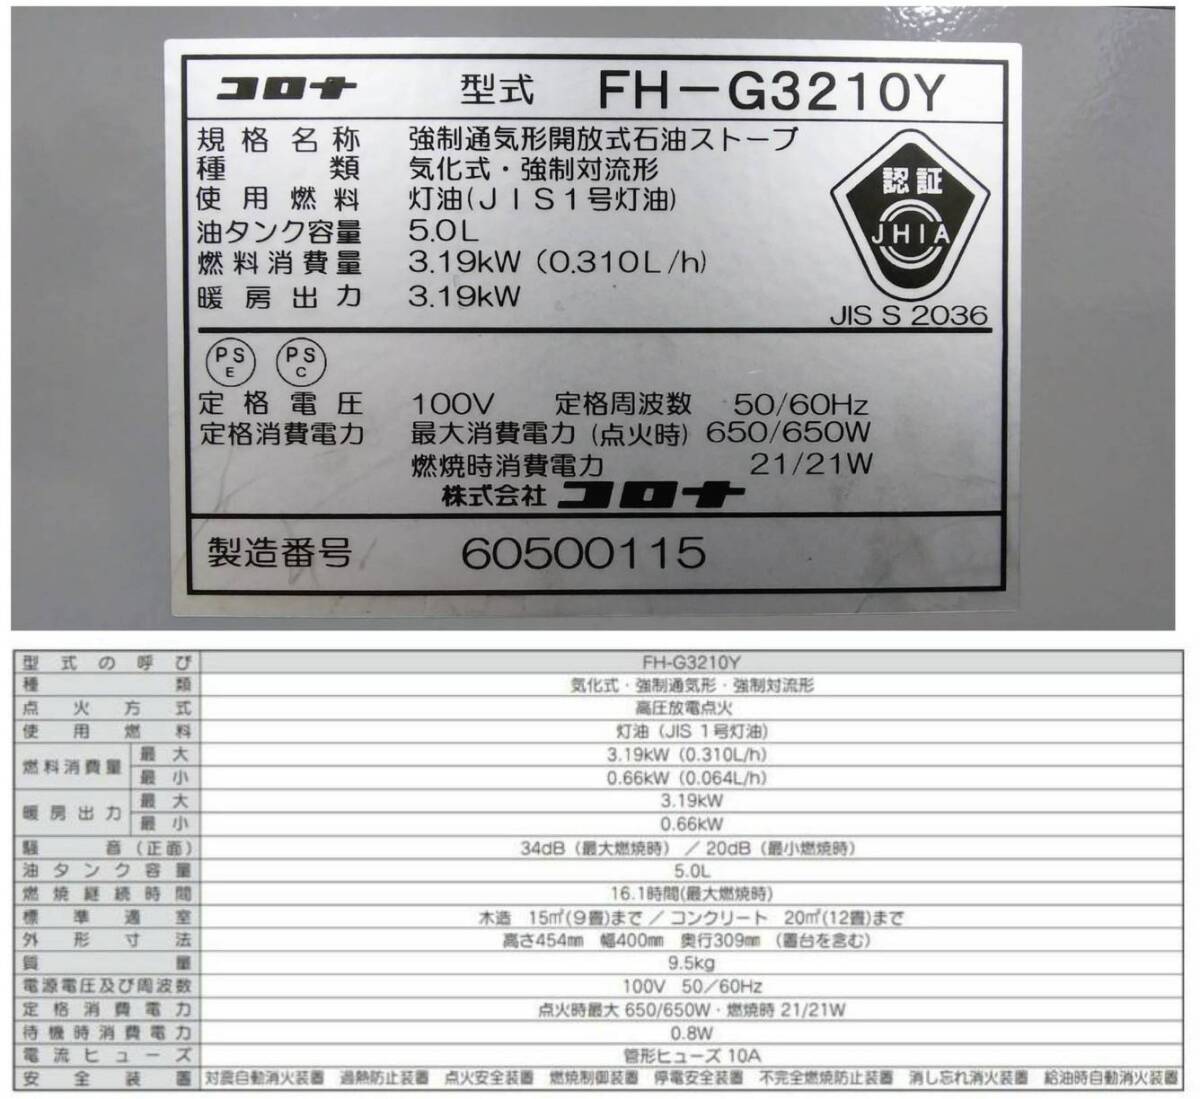 コロナ 型式 FH－G3210Y
規格名称 強制通気形開放式石油ストーブ
種類 気化式・強制対流形
使用燃料 灯油(JIS1号灯油)
油タンク容量 5.0L
燃料消費量 3.19kW (0.310L/h)
暖房出力 3.19kW
認証
JHIA
JIS S 2036
PS E PS C
定格電圧 100V 定格周波数 50/60Hz
定格消費電力 最大消費電力 (点火時) 650/650W
燃焼時消費電力 21/21W
株式会社 コロナ
製造番号 60500115
型式の呼び FH-G3210Y
種類 気化式・強制通気形・強制対流形
点火方式 高圧放電点火
使用燃料 灯油 (JIS 1号灯油)
燃料消費量 最大 3.19kW (0.310L/h)
最小 0.66kW (0.064L/h)
暖房出力 最大 3.19kW
最小 0.66kW
騒音(正面) 34dB (最大燃焼時) ／20dB (最小燃焼時)
油タンク容量 5.0L
燃焼継続時間 16.1時間(最大燃焼時)
標準適室 木造 15㎡(9畳)まで／コンクリート 20㎡(12畳)まで
外形寸法 高さ454㎜ 幅400㎜ 奥行309㎜ (置台を含む)
質量 9.5kg
電源電圧及び周波数 100V 50／60Hz
定格消費電力 点火時最大 650/650W・燃焼時 21/21W
待機時消費電力 0.8W
電流ヒューズ 管形ヒューズ 10A
安全装置 対震自動消火装置 過熱防止装置 点火安全装置 燃焼制御装置 停電安全装置 不完全燃焼防止装置 消し忘れ消火装置 給油時自動消火装置